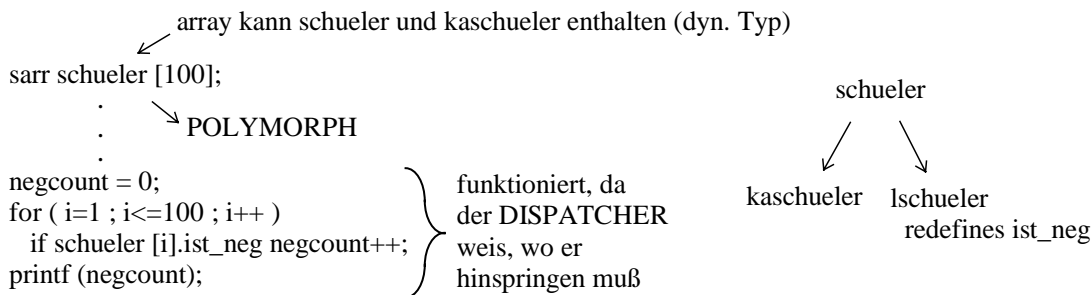 array kann schueler und kaschueler enthalten (dyn. Typ)
sarr schueler [100];
.
.
.
POLYMORPH
negcount = 0;
for ( i=1 ; i<=100 ; i++ )
if schueler [i].ist_neg negcount++;
printf (negcount);
funktioniert, da
der DISPATCHER
weis, wo er
hinspringen muß
schueler
kaschueler
lschueler
redefines ist_neg